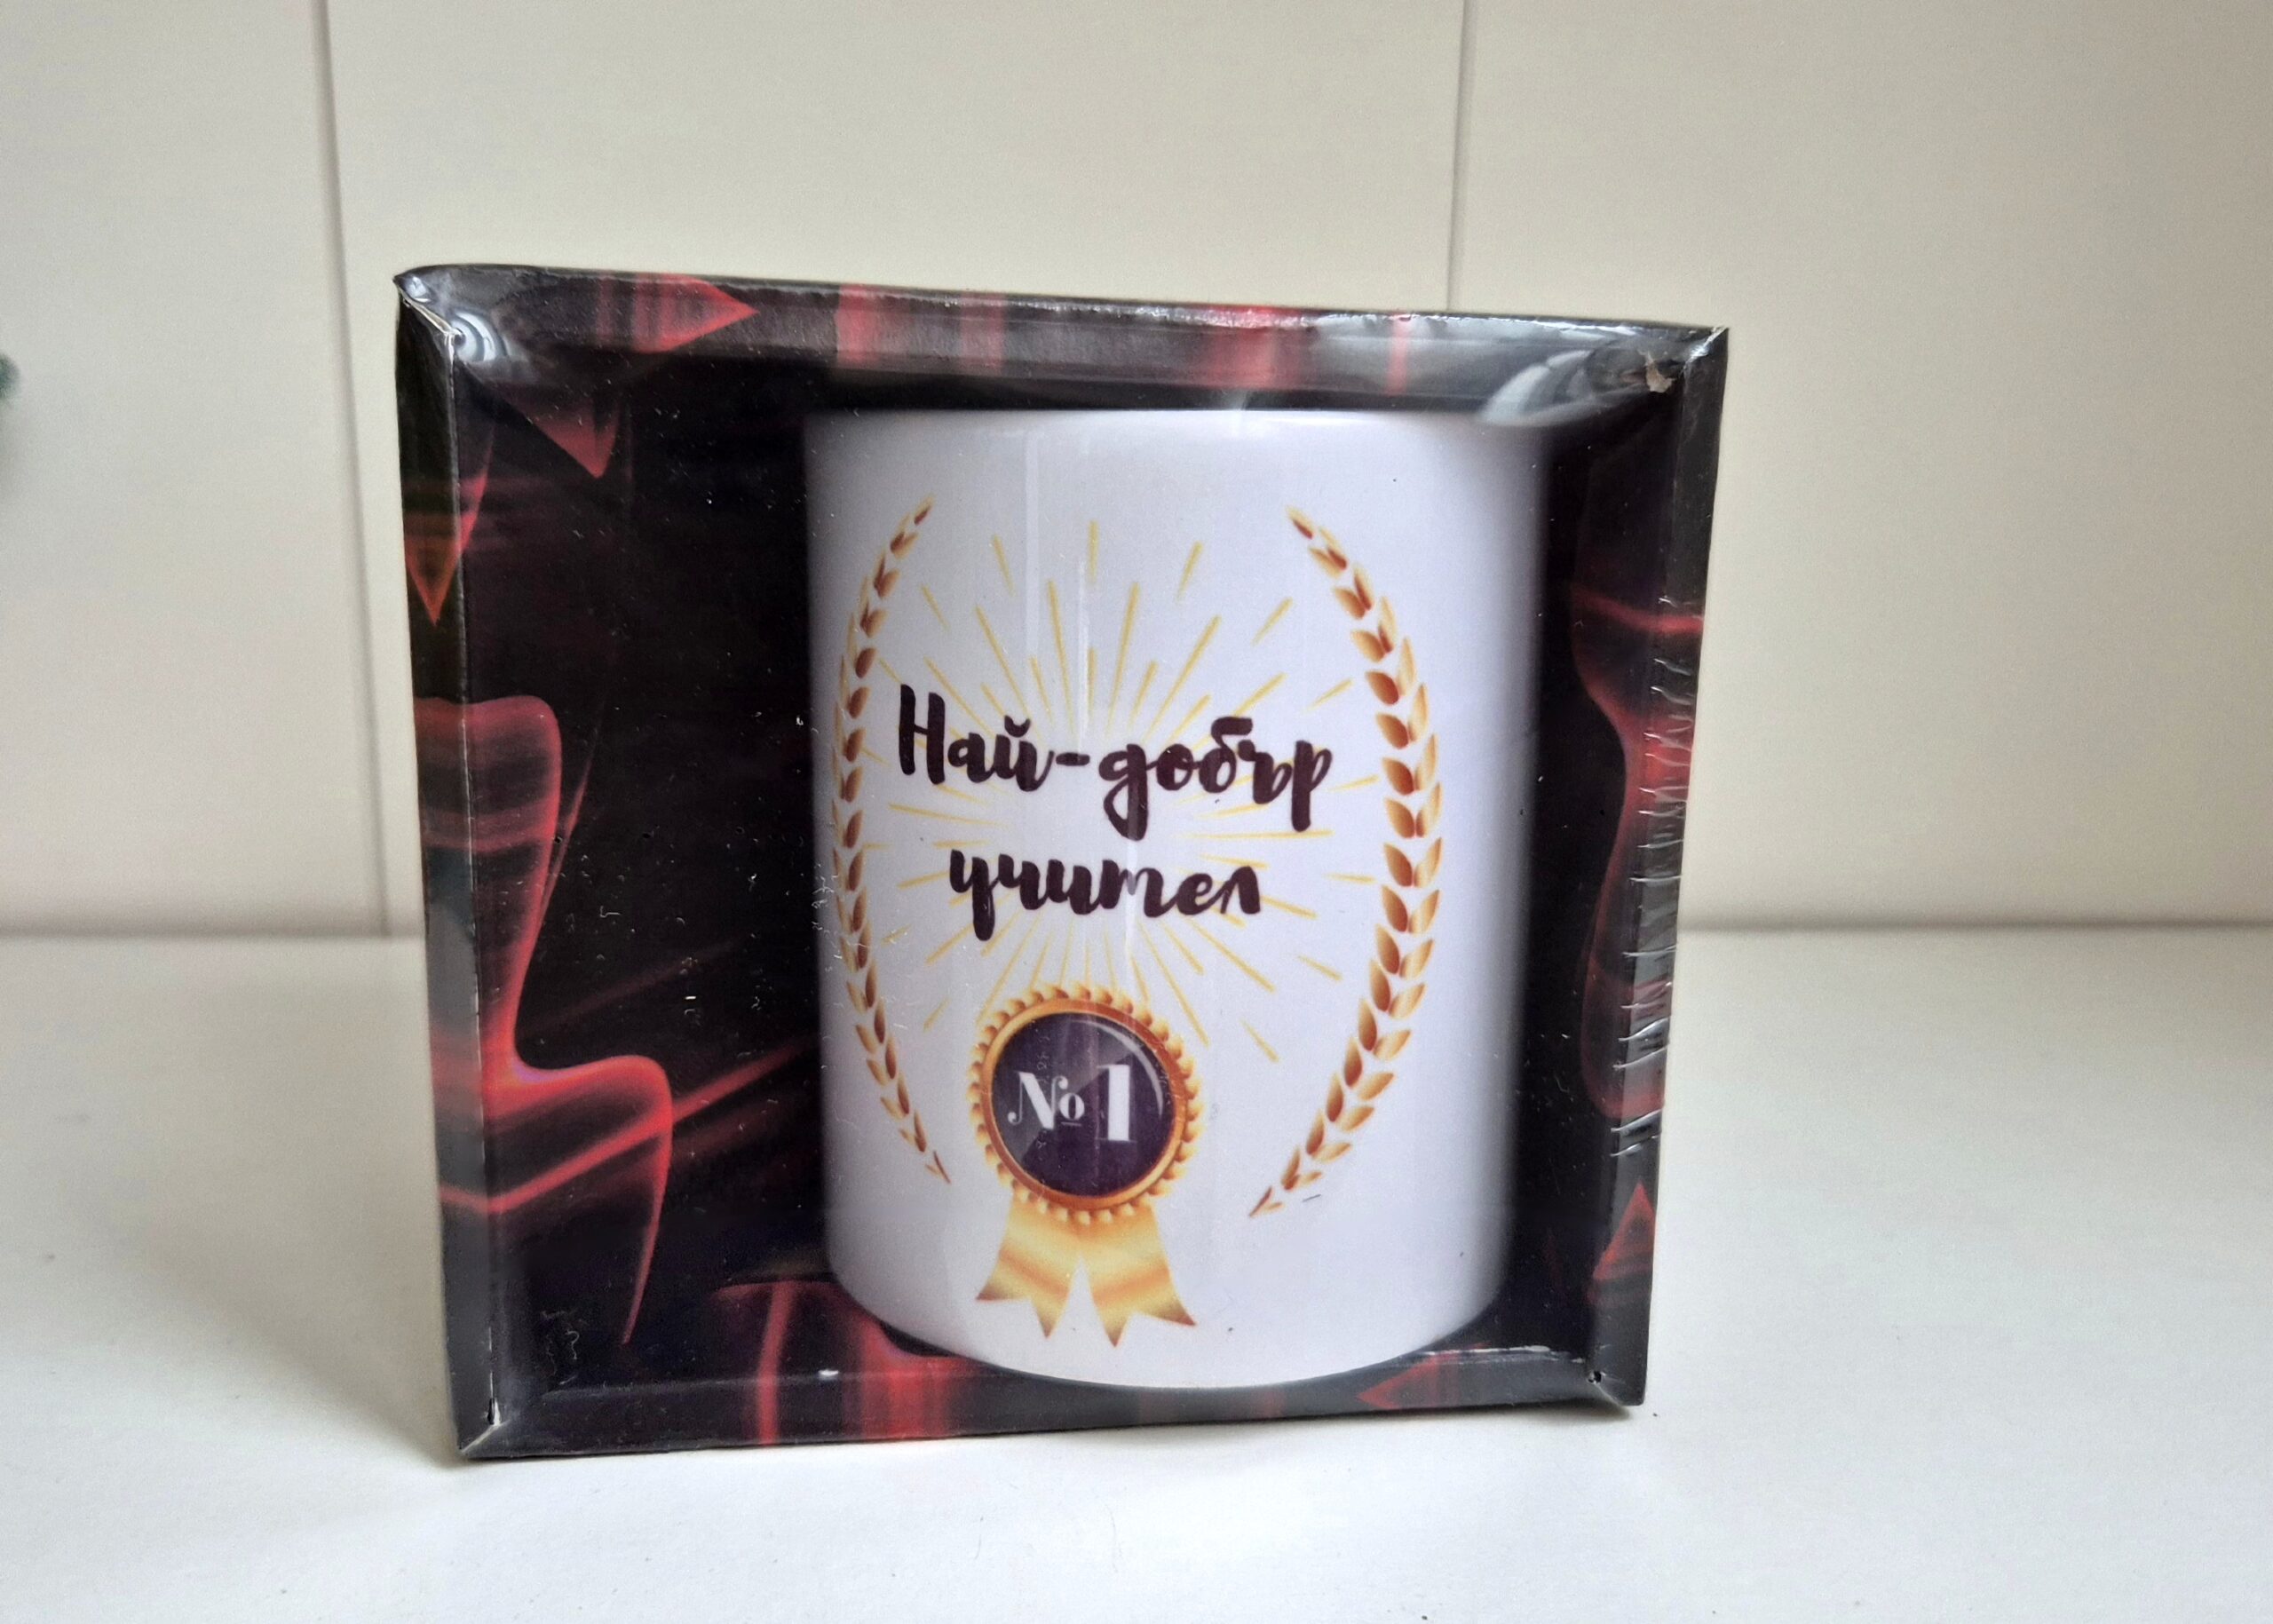 Най-добър
учител
№1